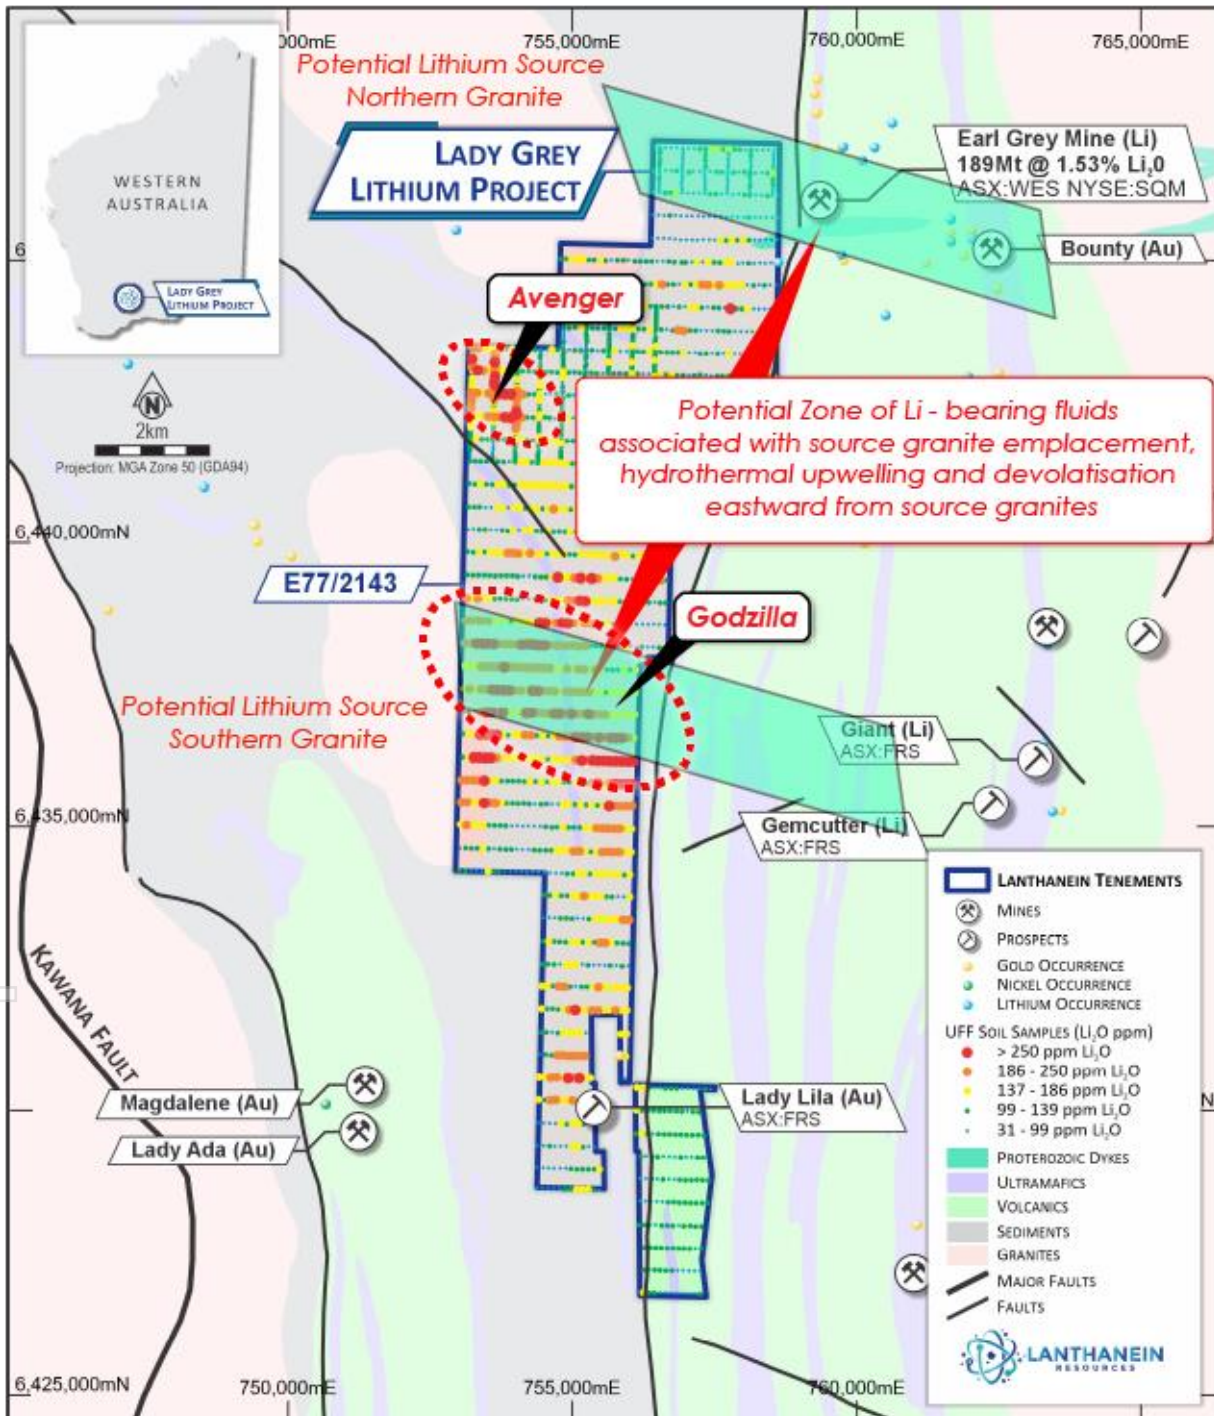 ,000mE
755,000mE
760,000mE
765,000mE
Potential Lithium Source
Northern Granite
LADY GREY
LITHIUM PROJECT
Earl Grey Mine (Li)
189Mt @ 1.53% Li₂0
ASX:WES NYSE:SQM
Bounty (Au)
WESTERN
AUSTRALIA
LADY GREY
LITHIUM PROJECT
6
Avenger
N
2km
Projection: MGA Zone 50 (GDA94)
Potential Zone of Li - bearing fluids
associated with source granite emplacement,
hydrothermal upwelling and devolatisation
eastward from source granites
6,440,000mN
E77/2143
Godzilla
Potential Lithium Source
Southern Granite
Giant (Li)
ASX:FRS
6,435,000mN
Gemcutter (Li)
ASX:FRS
KAWANA FAULT
Magdalene (Au)
Lady Ada (Au)
Lady Lila (Au)
ASX:FRS
N
LANTHANEIN TENEMENTS
MINES
PROSPECTS
GOLD OCCURRENCE
NICKEL OCCURRENCE
LITHIUM OCCURRENCE
UFF SOIL SAMPLES (Li₂O ppm)
> 250 ppm Li₂O
186 - 250 ppm Li₂O
137 - 186 ppm Li₂O
99 - 139 ppm Li₂O
31 - 99 ppm Li₂O
PROTEROZOIC DYKES
ULTRAMAFICS
VOLCANICS
SEDIMENTS
GRANITES
MAJOR FAULTS
FAULTS
LANTHANEIN
RESOURCES
6,425,000mN
750,000mE
755,000mE
760,000mE